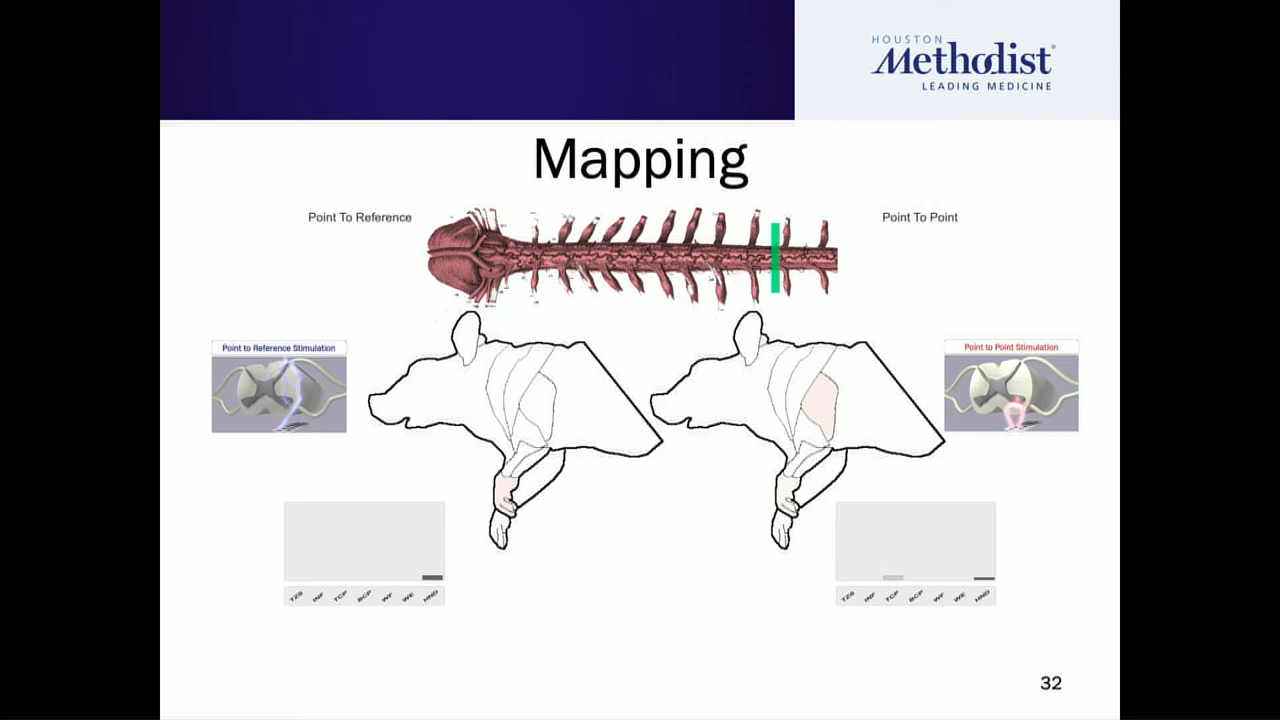 HOUSTON
Methodist®
LEADING MEDICINE
Mapping
Point To Reference
Point To Point
Point to Reference Stimulation
Point to Point Stimulation
TZS INF TCP BCP WF WE HND
TZS INF TCP BCP WF WE HND
32